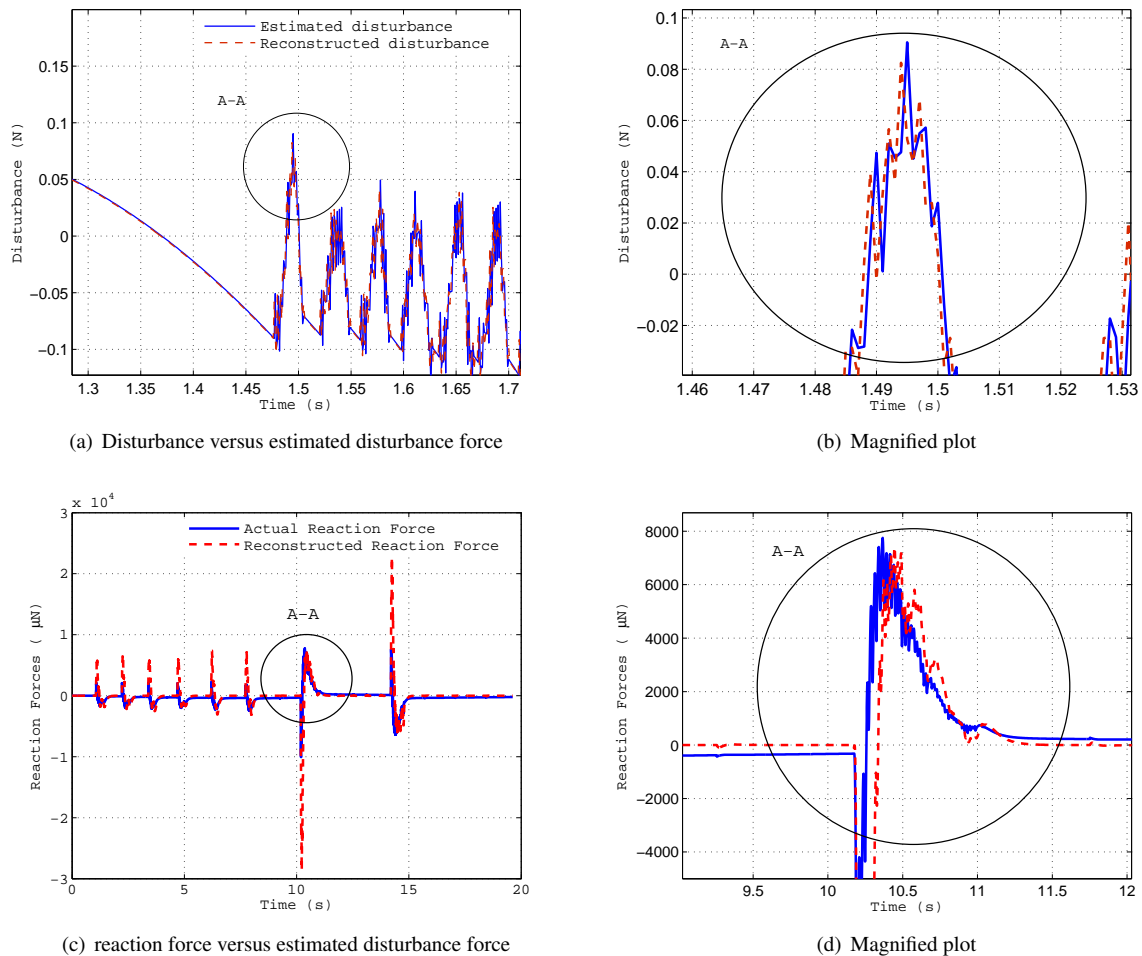 Estimated disturbance
Reconstructed disturbance
A-A
0.15
0.1
0.05
0
−0.05
−0.1
Disturbance (N)
1.3 1.35 1.4 1.45 1.5 1.55 1.6 1.65 1.7
Time (s)
(a) Disturbance versus estimated disturbance force
A-A
0.1
0.08
0.06
0.04
0.02
0
−0.02
Disturbance (N)
1.46 1.47 1.48 1.49 1.5 1.51 1.52 1.53
Time (s)
(b) Magnified plot
x 10^4
Actual Reaction Force
Reconstructed Reaction Force
A-A
3
2
1
0
−1
−2
−3
Reaction Forces ( µN)
0 5 10 15 20
Time (s)
(c) reaction force versus estimated disturbance force
A-A
8000
6000
4000
2000
0
−2000
−4000
Reaction Forces ( µN)
9.5 10 10.5 11 11.5 12
Time (s)
(d) Magnified plot